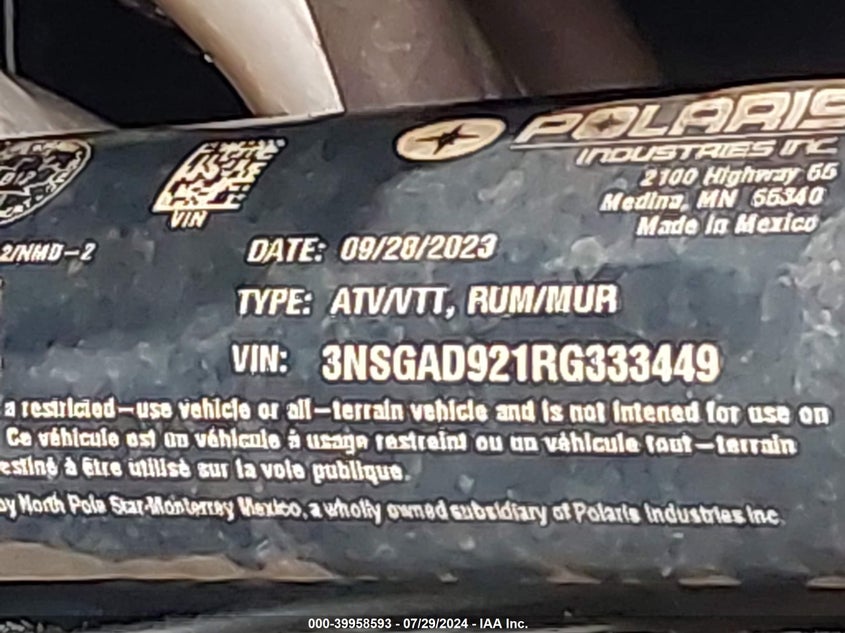 POLARIS
INDUSTRIES INC.
2100 Highway 55
Medina, MN 55340
Made in Mexico
VIN
2/NMD-2
DATE: 09/28/2023
TYPE: ATV/VTT, RUM/MUR
VIN: 3NSGAD921RG333449
a restricted-use vehicle or all-terrain vehicle and is not intened for use on
Ce véhicule est un véhicule à usage restreint ou un véhicule tout-terrain
estiné à être utilisé sur la voie publique.
by North Pole Star-Monterrey Mexico, a wholly owned subsidiary of Polaris Industries Inc.
000-39958593 - 07/29/2024 - IAA Inc.